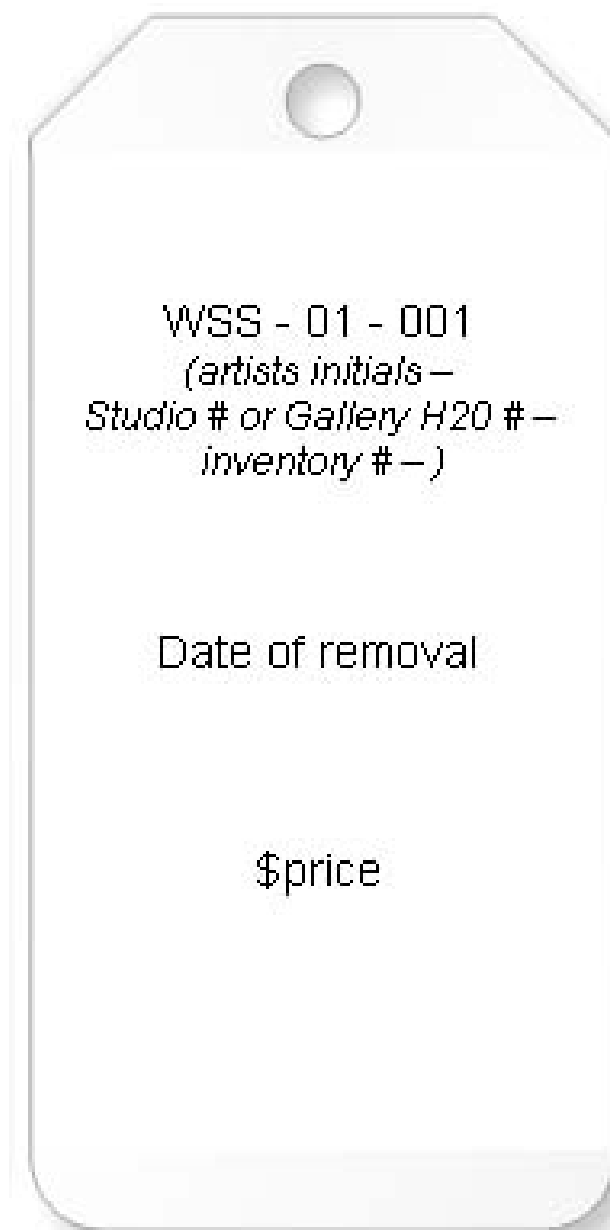 WSS - 01 - 001
(artists initials –
Studio # or Gallery H20 # –
inventory # – )
Date of removal
$price